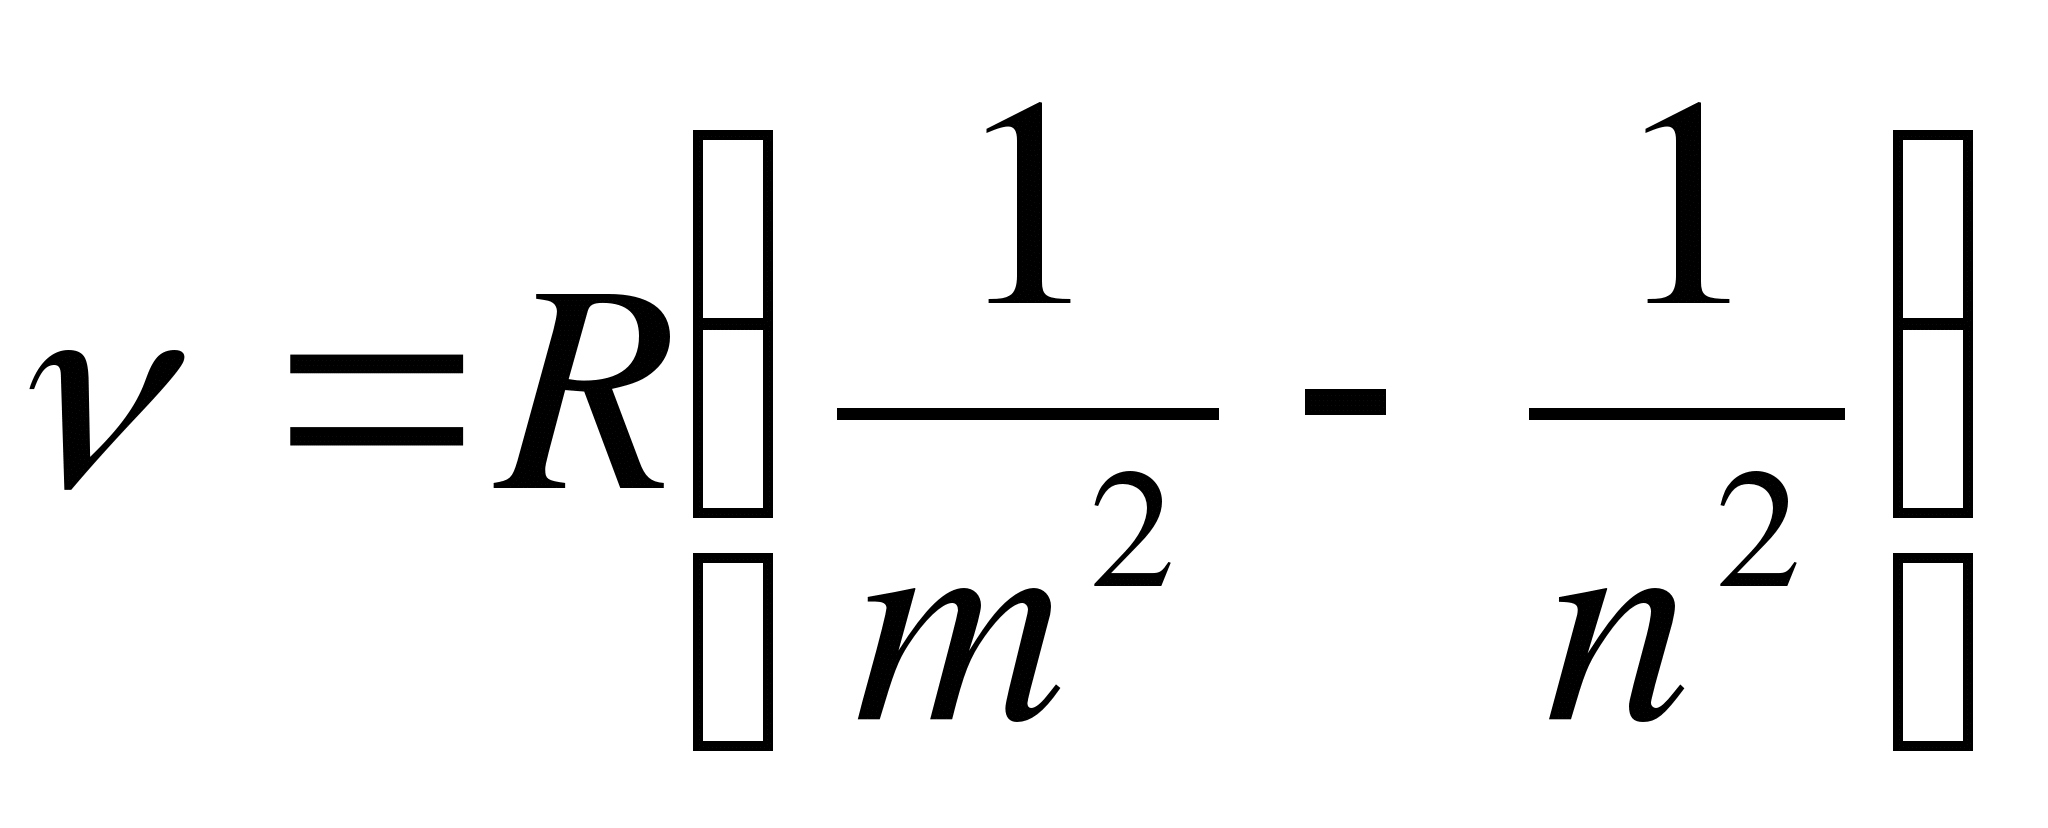 ν = R( 1/m² - 1/n² )